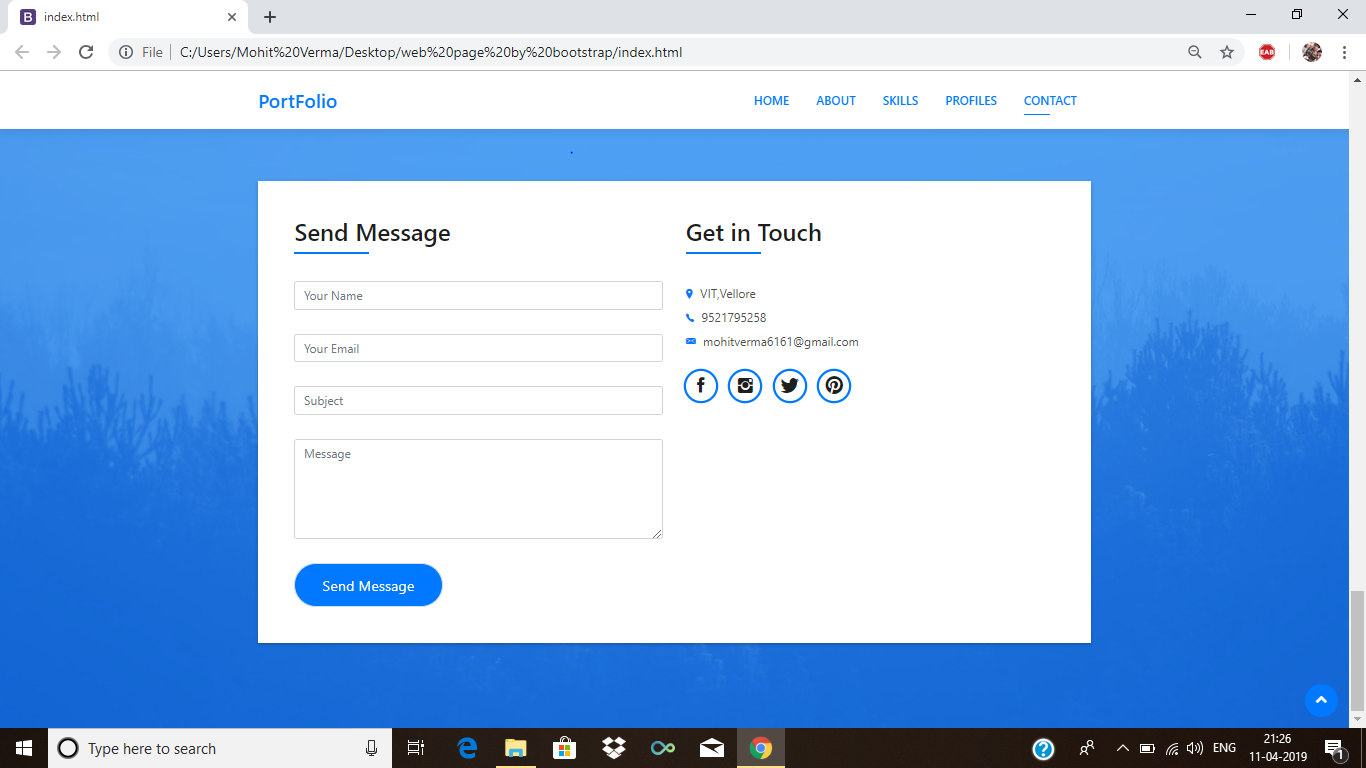 index.html
File C:/Users/Mohit%20Verma/Desktop/web%20page%20by%20bootstrap/index.html
EAB
PortFolio HOME ABOUT SKILLS PROFILES CONTACT
Send Message
Your Name
Your Email
Subject
Message
Send Message
Get in Touch
VIT,Vellore
9521795258
mohitverma6161@gmail.com
Type here to search
ENG
21:26
11-04-2019
1